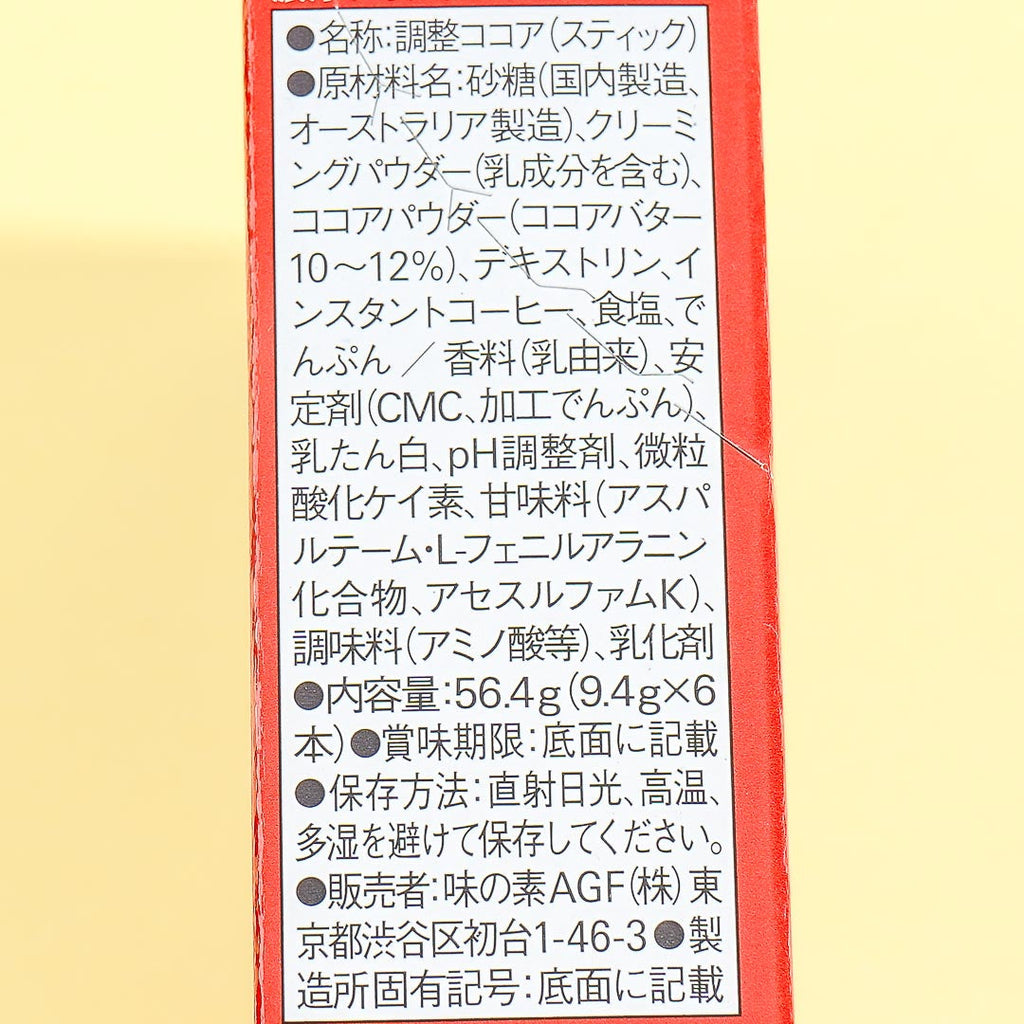 ●名称:調整ココア(スティック)
●原材料名:砂糖(国内製造、
オーストラリア製造)、クリーミ
ングパウダー(乳成分を含む)、
ココアパウダー(ココアバター
10～12%)、デキストリン、イ
ンスタントコーヒー、食塩、で
んぷん／香料(乳由来)、安
定剤(CMC、加工でんぷん)、
乳たん白、pH調整剤、微粒
酸化ケイ素、甘味料(アスパ
ルテーム・L-フェニルアラニン
化合物、アセスルファムK)、
調味料(アミノ酸等)、乳化剤
●内容量:56.4g(9.4g×6
本)●賞味期限:底面に記載
●保存方法:直射日光、高温、
多湿を避けて保存してください。
●販売者:味の素AGF(株)東
京都渋谷区初台1-46-3●製
造所固有記号:底面に記載